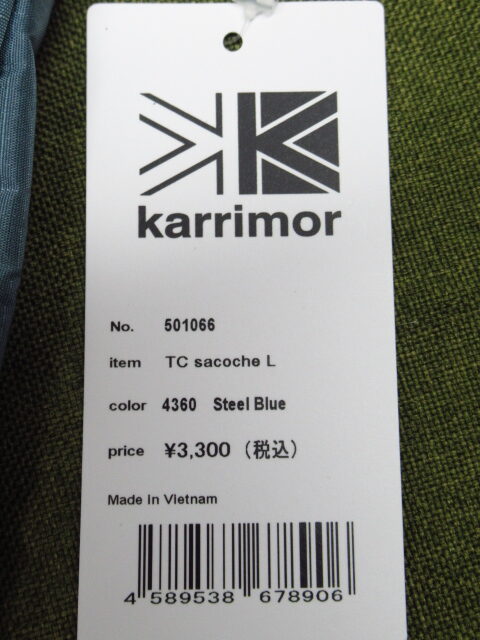 karrimor
No. 501066
item TC sacoche L
color 4360 Steel Blue
price ¥3,300（税込）
Made In Vietnam
4 589538 678906